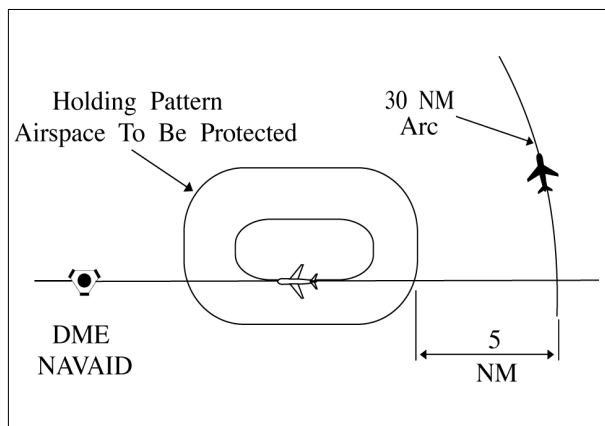 Holding Pattern
Airspace To Be Protected
30 NM
Arc
DME
NAVAID
5
NM